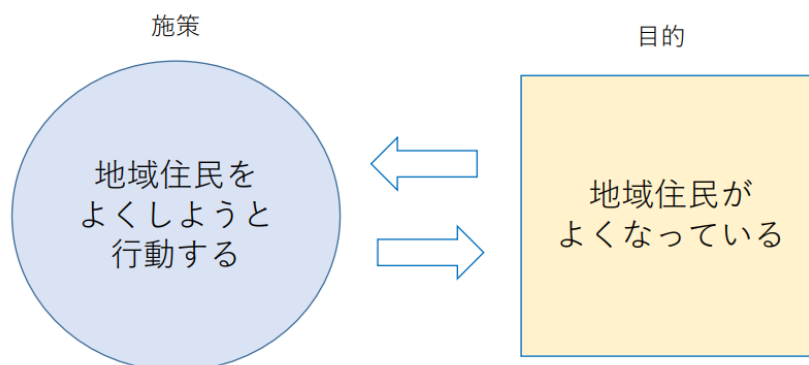 施策
目的
地域住民を
よくしようと
行動する
地域住民が
よくなっている